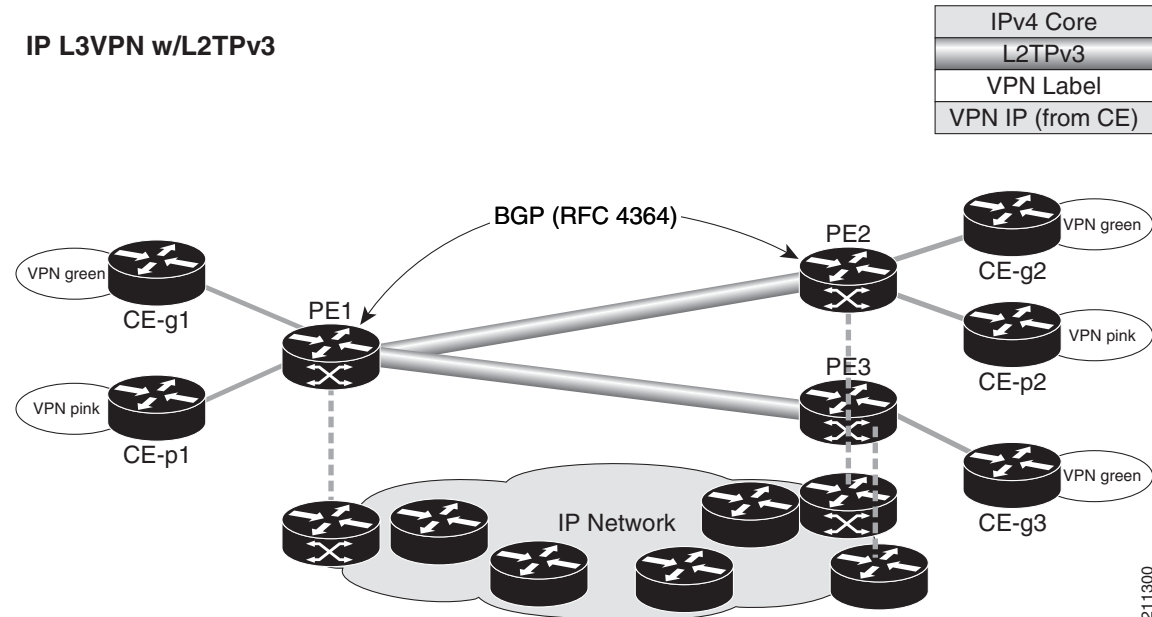 IP L3VPN w/L2TPv3
IPv4 Core
L2TPv3
VPN Label
VPN IP (from CE)
BGP (RFC 4364)
VPN green
CE-g1
PE1
PE2
VPN green
CE-g2
VPN pink
CE-p1
VPN pink
CE-p2
PE3
VPN green
CE-g3
IP Network
211300